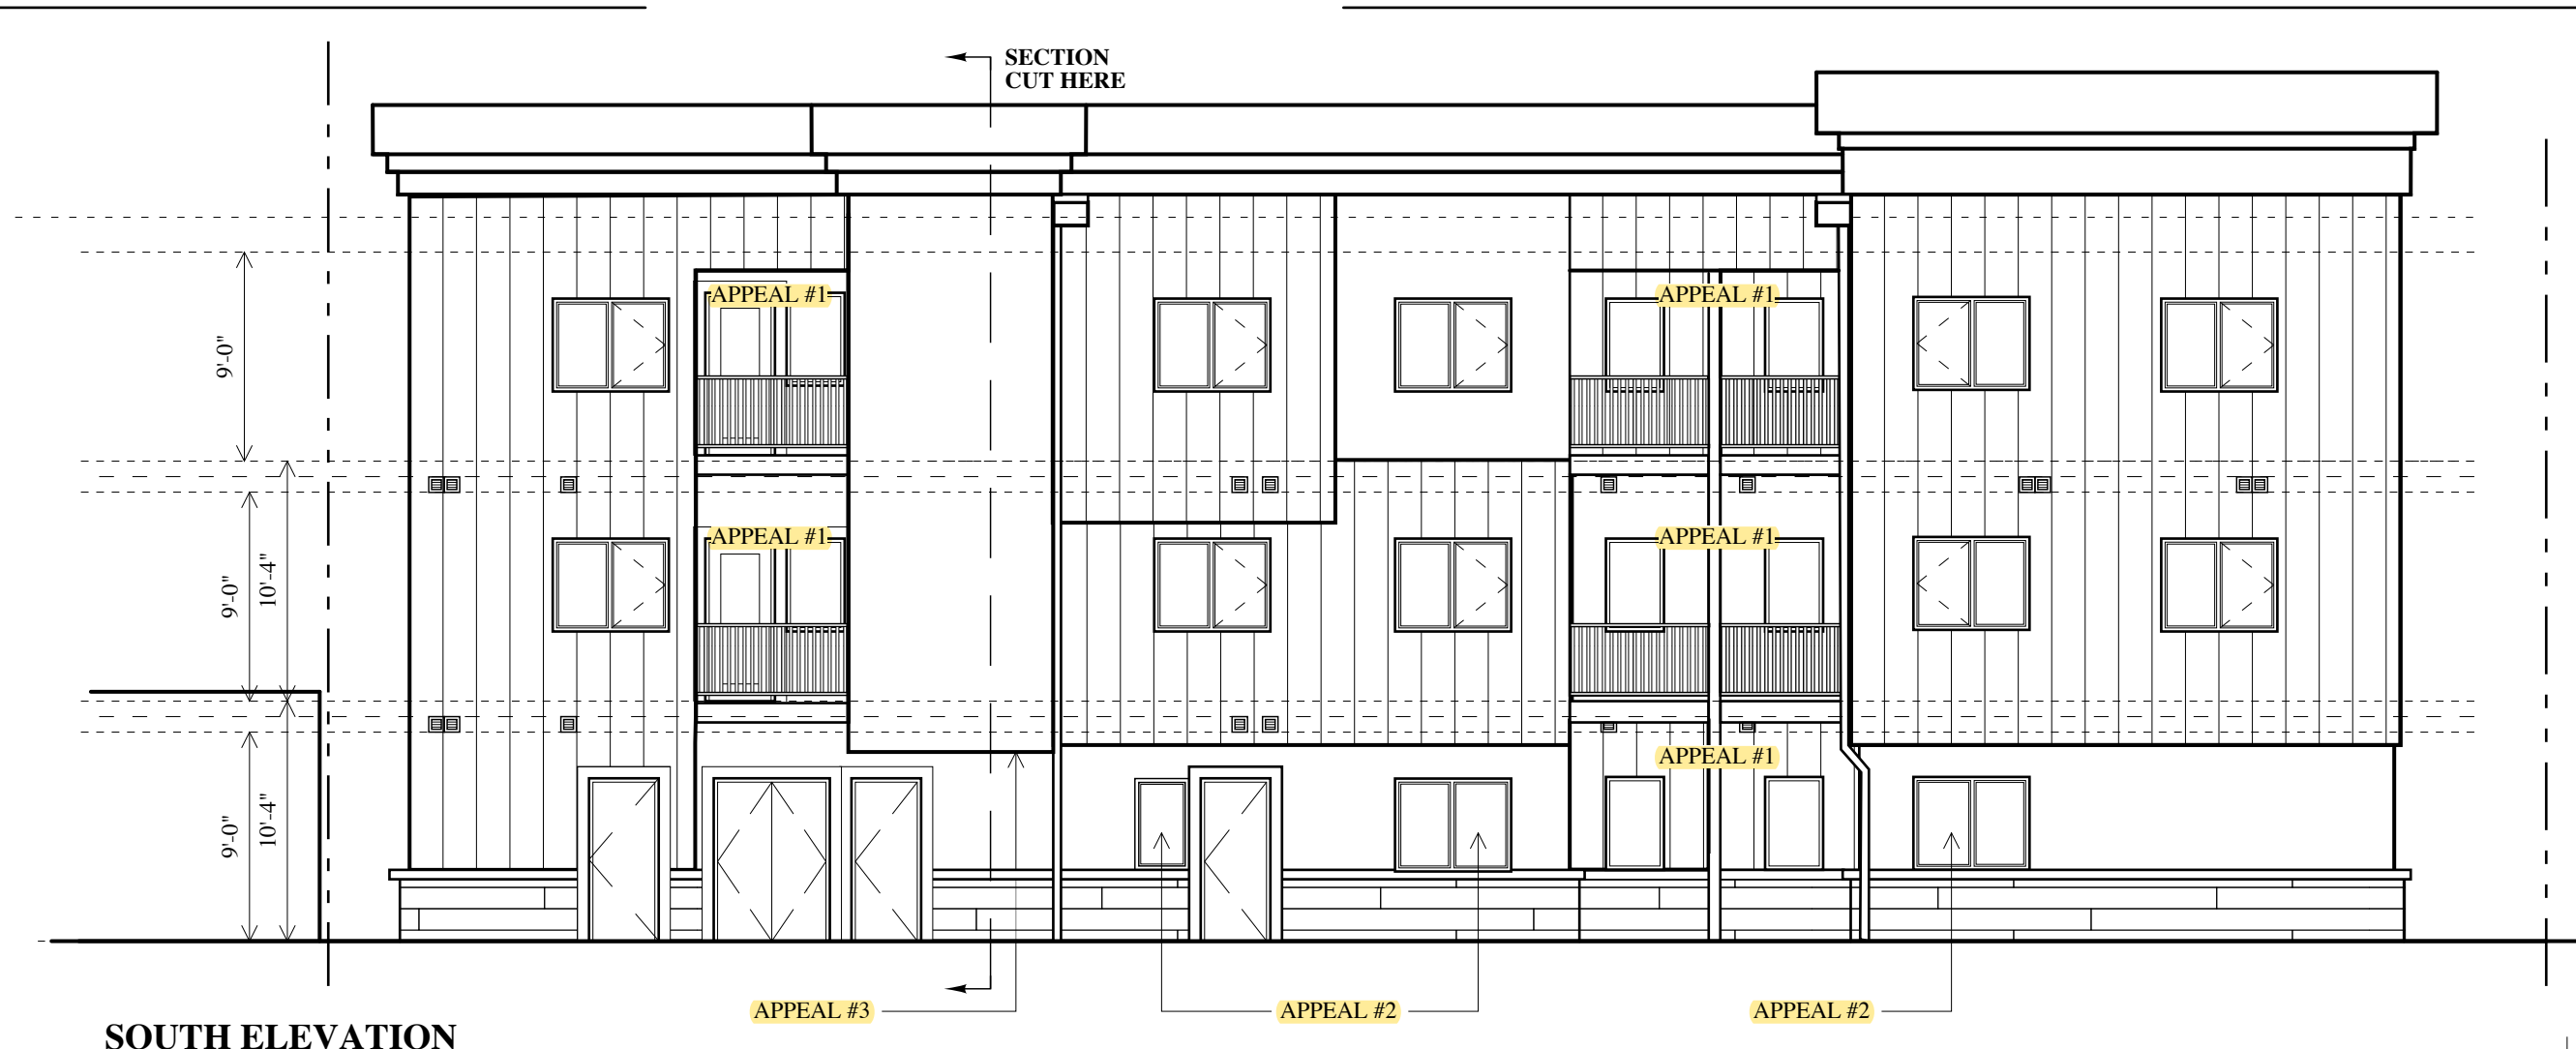 SECTION
CUT HERE
APPEAL #1
APPEAL #1
9'-0"
APPEAL #1
APPEAL #1
9'-0"
10'-4"
APPEAL #1
9'-0"
10'-4"
APPEAL #3
APPEAL #2
APPEAL #2
SOUTH ELEVATION